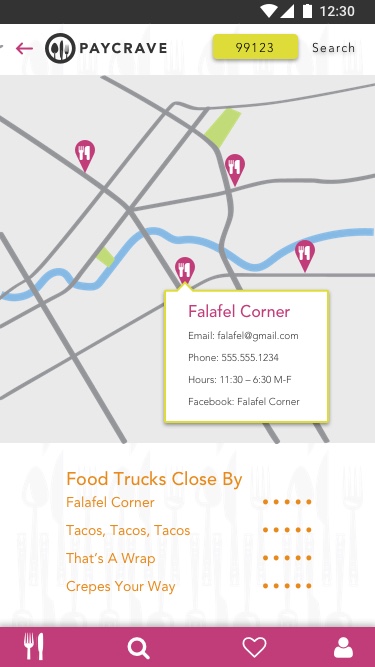 12:30
PAYCRAVE
99123
Search
Falafel Corner
Email: falafel@gmail.com
Phone: 555.555.1234
Hours: 11:30 – 6:30 M-F
Facebook: Falafel Corner
Food Trucks Close By
Falafel Corner
Tacos, Tacos, Tacos
That's A Wrap
Crepes Your Way